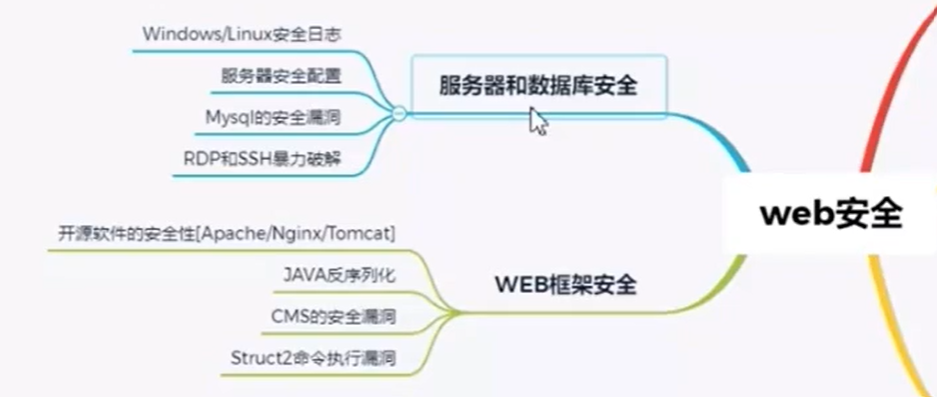 Windows/Linux安全日志
服务器安全配置
Mysql的安全漏洞
RDP和SSH暴力破解
服务器和数据库安全
web安全
开源软件的安全性[Apache/Nginx/Tomcat]
JAVA反序列化
CMS的安全漏洞
Struct2命令执行漏洞
WEB框架安全